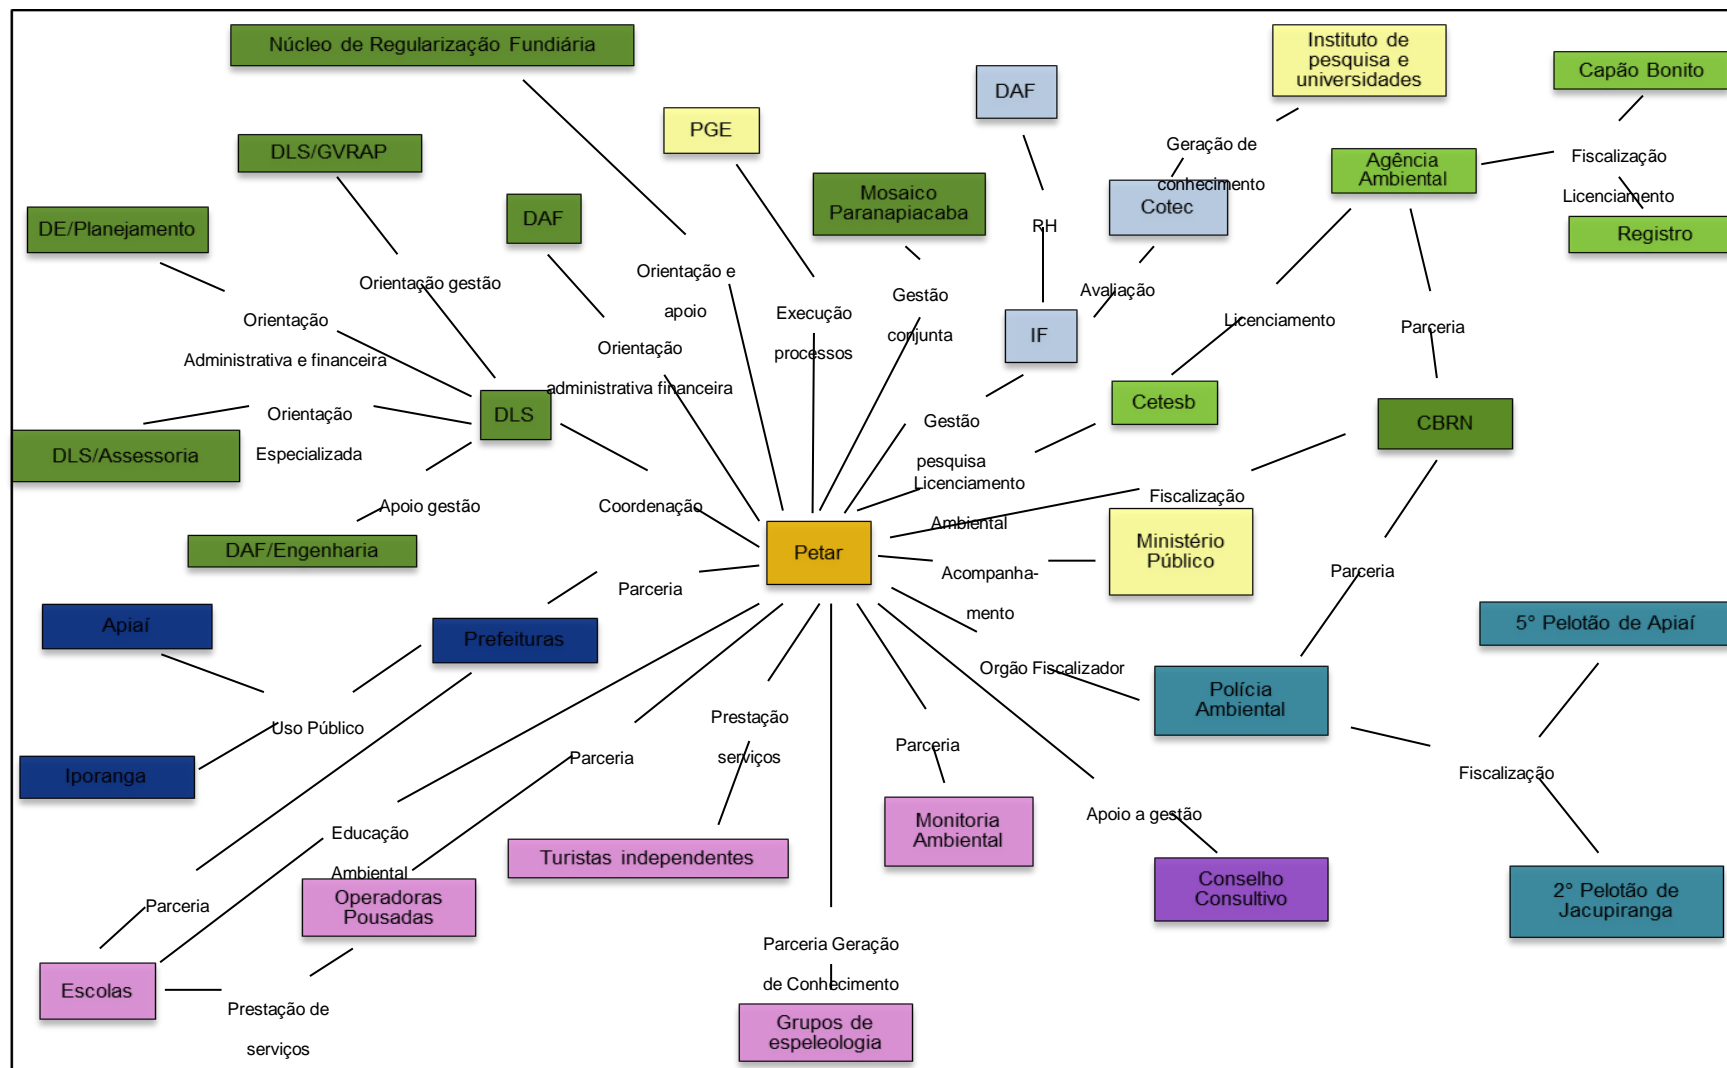 Núcleo de Regularização Fundiária
Instituto de
pesquisa e
universidades
Capão Bonito
DAF
PGE
DLS/GVRAP
Geração de
conhecimento
Agência
Ambiental
Fiscalização
Licenciamento
Mosaico
Paranapiacaba
Cotec
DAF
DE/Planejamento
RH
Registro
Orientação gestão
Orientação e
apoio
Gestão
conjunta
Avaliação
Execução
processos
Orientação
Administrativa e financeira
Orientação
administrativa financeira
IF
Licenciamento
Parceria
Cetesb
DLS
Orientação
Especializada
Gestão
pesquisa
CBRN
DLS/Assessoria
Licenciamento
Ambiental
Fiscalização
Apoio gestão
Coordenação
DAF/Engenharia
Petar
Ministério
Público
Acompanha-
mento
Parceria
Parceria
Apiaí
Prefeituras
5° Pelotão de Apiaí
Orgão Fiscalizador
Polícia
Ambiental
Uso Público
Prestação
serviços
Parceria
Parceria
Iporanga
Fiscalização
Educação
Ambiental
Turistas independentes
Monitoria
Ambiental
Apoio a gestão
Parceria
Operadoras
Pousadas
Conselho
Consultivo
2° Pelotão de
Jacupiranga
Parceria Geração
de Conhecimento
Escolas
Prestação de
serviços
Grupos de
espeleologia